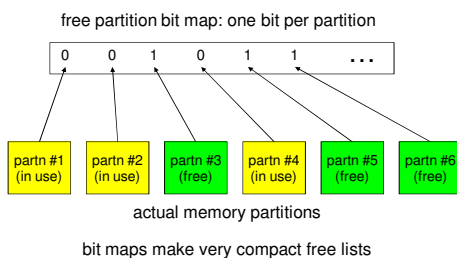 free partition bit map: one bit per partition
0 0 1 0 1 1 ...
partn #1 partn #2 partn #3 partn #4 partn #5 partn #6
(in use) (in use) (free) (in use) (free) (free)
actual memory partitions
bit maps make very compact free lists